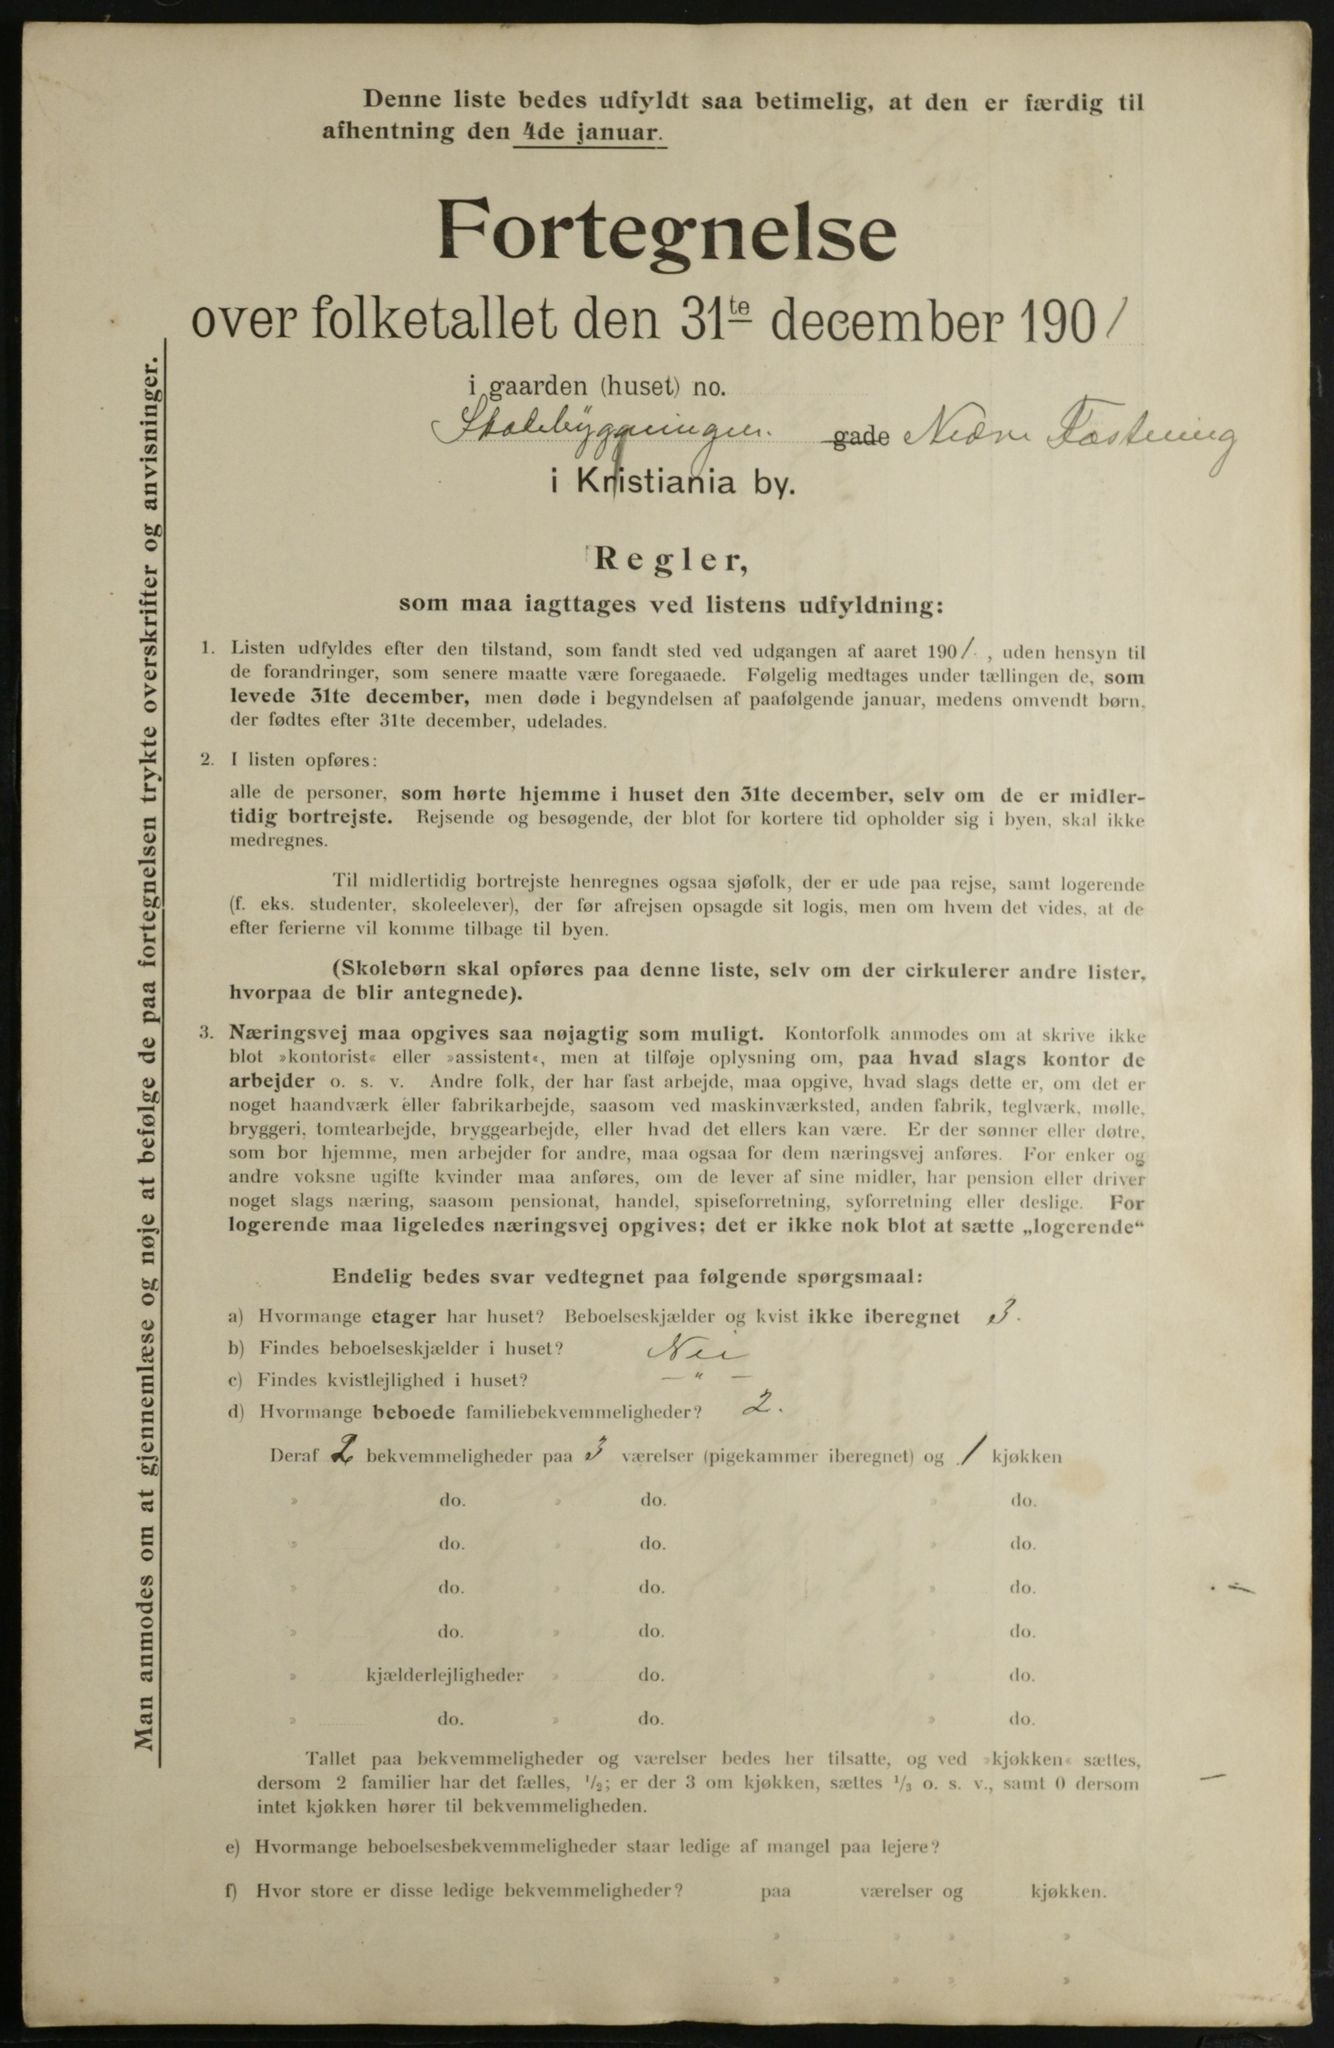 Denne liste bedes udfyldt saa betimelig, at den er færdig til
afhentning den 4de januar.
Fortegnelse
over folketallet den 31te december 1901
i gaarden (huset) no.
Skolebygningen. gade Nedre Fæstning
i Kristiania by.
Regler,
som maa iagttages ved listens udfyldning:
1. Listen udfyldes efter den tilstand, som fandt sted ved udgangen af aaret 1901, uden hensyn til
de forandringer, som senere maatte være foregaaede. Følgelig medtages under tællingen de, som
levede 31te december, men døde i begyndelsen af paafølgende januar, medens omvendt børn,
der fødtes efter 31te december, udelades.
2. I listen opføres:
alle de personer, som hørte hjemme i huset den 31te december, selv om de er midler-
tidig bortrejste. Rejsende og besøgende, der blot for kortere tid opholder sig i byen, skal ikke
medregnes.
Til midlertidig bortrejste henregnes ogsaa sjøfolk, der er ude paa rejse, samt logerende
(f. eks. studenter, skoleelever), der før afrejsen opsagde sit logis, men om hvem det vides, at de
efter ferierne vil komme tilbage til byen.
(Skolebørn skal opføres paa denne liste, selv om der cirkulerer andre lister,
hvorpaa de blir antegnede).
3. Næringsvej maa opgives saa nøjagtig som muligt. Kontorfolk anmodes om at skrive ikke
blot »kontorist« eller »assistent«, men at tilføje oplysning om, paa hvad slags kontor de
arbejder o. s. v. Andre folk, der har fast arbejde, maa opgive, hvad slags dette er, om det er
noget haandværk eller fabrikarbejde, saasom ved maskinværksted, anden fabrik, teglværk, mølle,
bryggeri, tomtearbejde, bryggearbejde, eller hvad det ellers kan være. Er der sønner eller døtre,
som bor hjemme, men arbejder for andre, maa ogsaa for dem næringsvej anføres. For enker og
andre voksne ugifte kvinder maa anføres, om de lever af sine midler, har pension eller driver
noget slags næring, saasom pensionat, handel, spiseforretning, syforretning eller deslige. For
logerende maa ligeledes næringsvej opgives; det er ikke nok blot at sætte „logerende“
Endelig bedes svar vedtegnet paa følgende spørgsmaal:
a) Hvormange etager har huset? Beboelseskjælder og kvist ikke iberegnet 3.
b) Findes beboelseskjælder i huset? Nei
c) Findes kvistlejlighed i huset? — " —
d) Hvormange beboede familiebekvemmeligheder? 2.
Deraf 2 bekvemmeligheder paa 3 værelser (pigekammer iberegnet) og 1 kjøkken
» do. » do. » do.
» do. » do. » do.
» do. » do. » do.
» do. » do. » do.
» kjælderlejligheder » do. » do.
» do. » do. » do.
Tallet paa bekvemmeligheder og værelser bedes her tilsatte, og ved »kjøkken« sættes,
dersom 2 familier har det fælles, 1/2; er der 3 om kjøkken, sættes 1/3 o. s. v., samt 0 dersom
intet kjøkken hører til bekvemmeligheden.
e) Hvormange beboelsesbekvemmeligheder staar ledige af mangel paa lejere?
f) Hvor store er disse ledige bekvemmeligheder? paa værelser og kjøkken.
» » » »
» » » »
Man anmodes om at gjennemlæse og nøje at befølge de paa fortegnelsen trykte overskrifter og anvisninger.